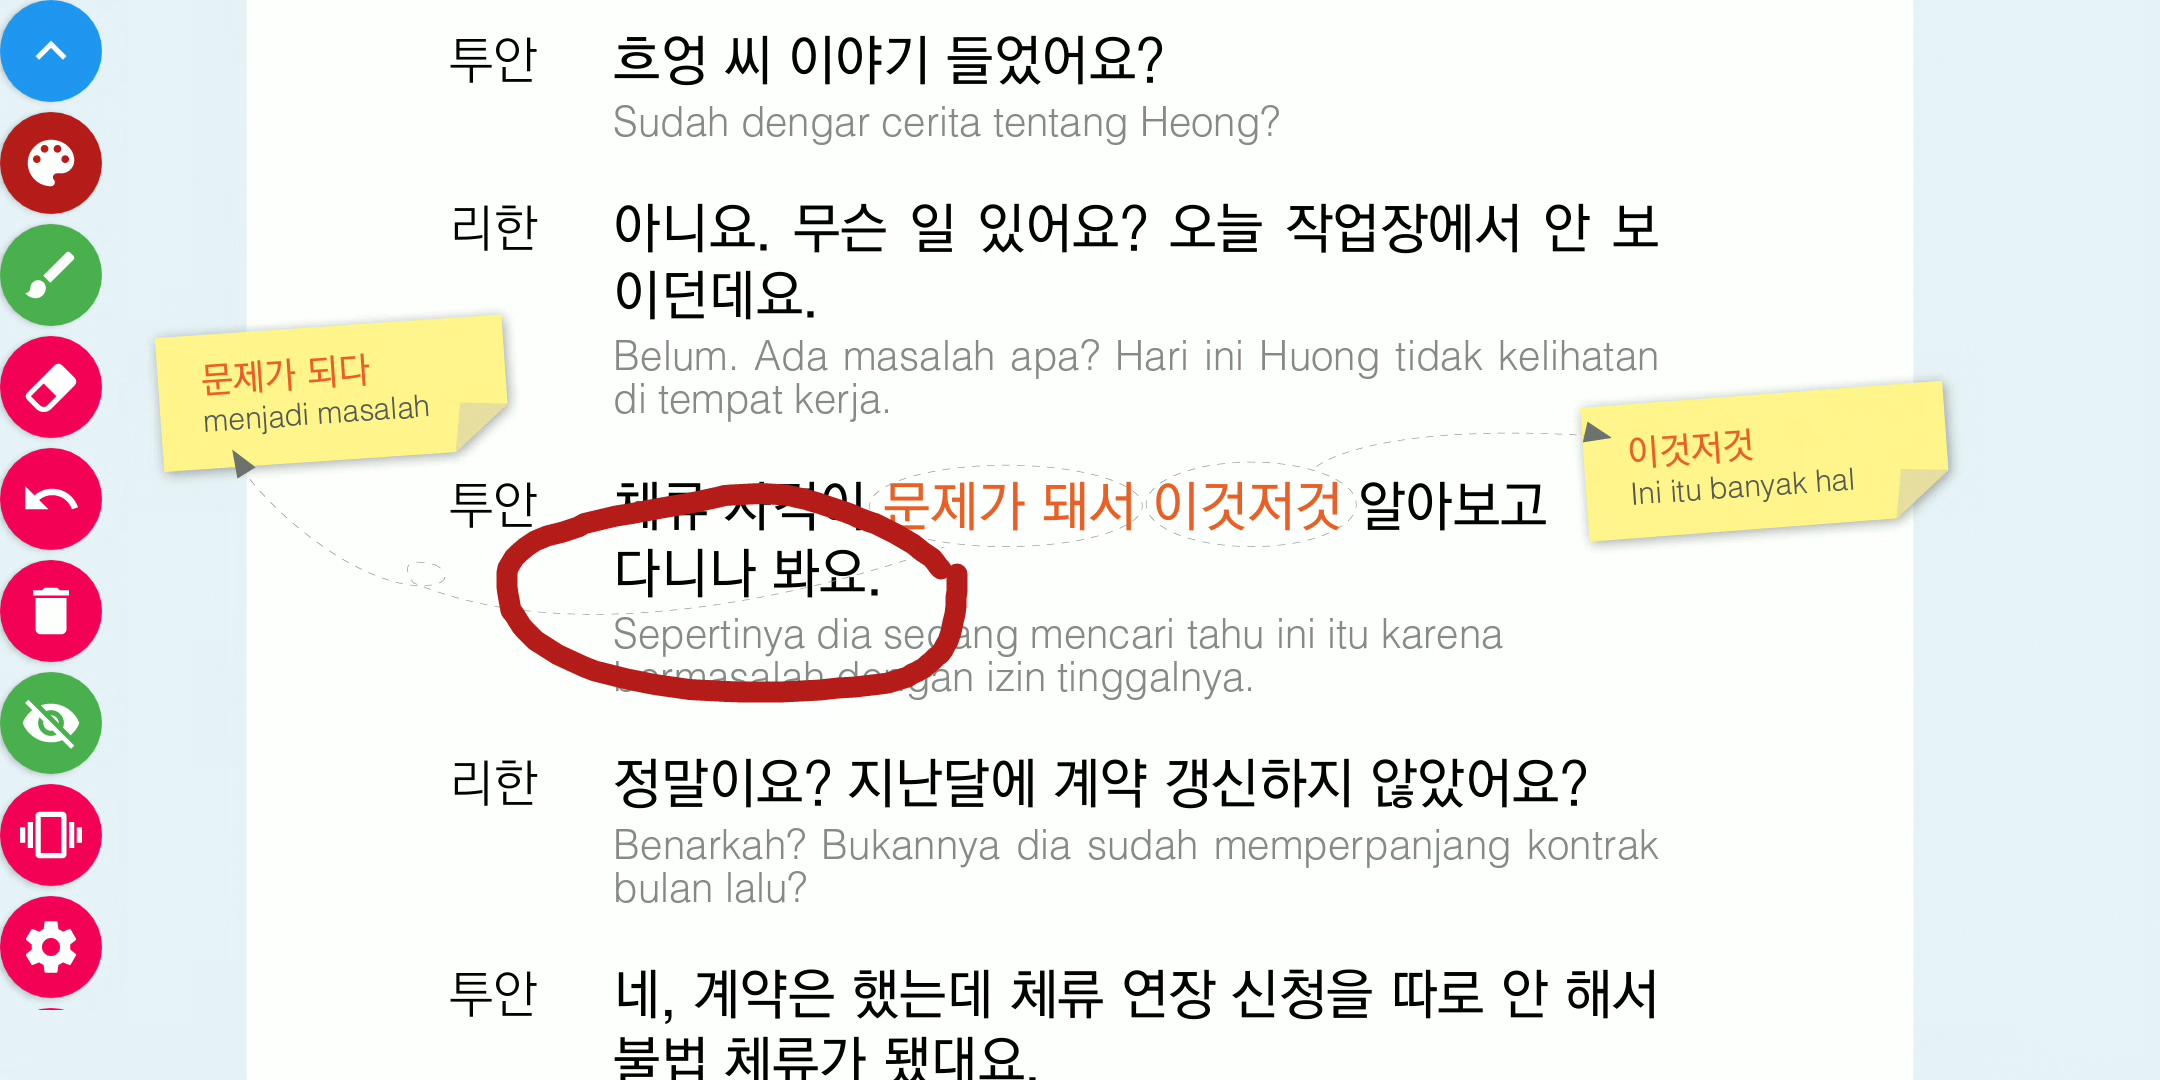 투안 흐엉 씨 이야기 들었어요?
Sudah dengar cerita tentang Heong?
리한 아니요. 무슨 일 있어요? 오늘 작업장에서 안 보
이던데요.
Belum. Ada masalah apa? Hari ini Huong tidak kelihatan
di tempat kerja.
문제가 되다
menjadi masalah
이것저것
Ini itu banyak hal
투안 체류 자격이 문제가 돼서 이것저것 알아보고
다니나 봐요.
Sepertinya dia sedang mencari tahu ini itu karena
bermasalah dengan izin tinggalnya.
리한 정말이요? 지난달에 계약 갱신하지 않았어요?
Benarkah? Bukannya dia sudah memperpanjang kontrak
bulan lalu?
투안 네, 계약은 했는데 체류 연장 신청을 따로 안 해서
불법 체류가 됐대요.